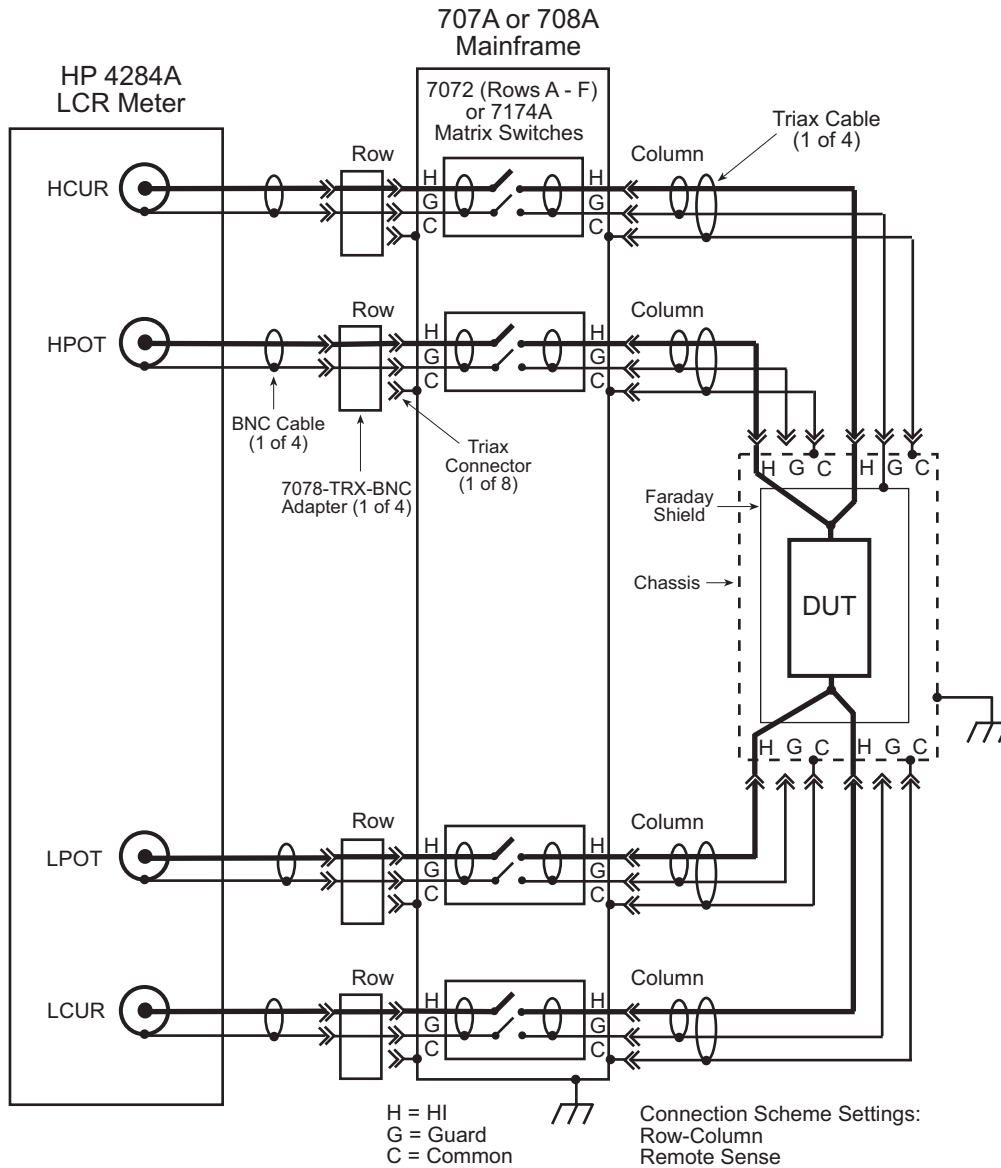 707A or 708A
Mainframe
HP 4284A
LCR Meter
7072 (Rows A - F)
or 7174A
Matrix Switches
Triax Cable
(1 of 4)
HCUR
Row
H
G
C
H
G
C
Column
HPOT
Row
H
G
C
H
G
C
Column
BNC Cable
(1 of 4)
7078-TRX-BNC
Adapter (1 of 4)
Triax
Connector
(1 of 8)
H G C H G C
Faraday
Shield
Chassis
DUT
H G C H G C
LPOT
Row
H
G
C
H
G
C
Column
LCUR
Row
H
G
C
H
G
C
Column
H = HI
G = Guard
C = Common
Connection Scheme Settings:
Row-Column
Remote Sense